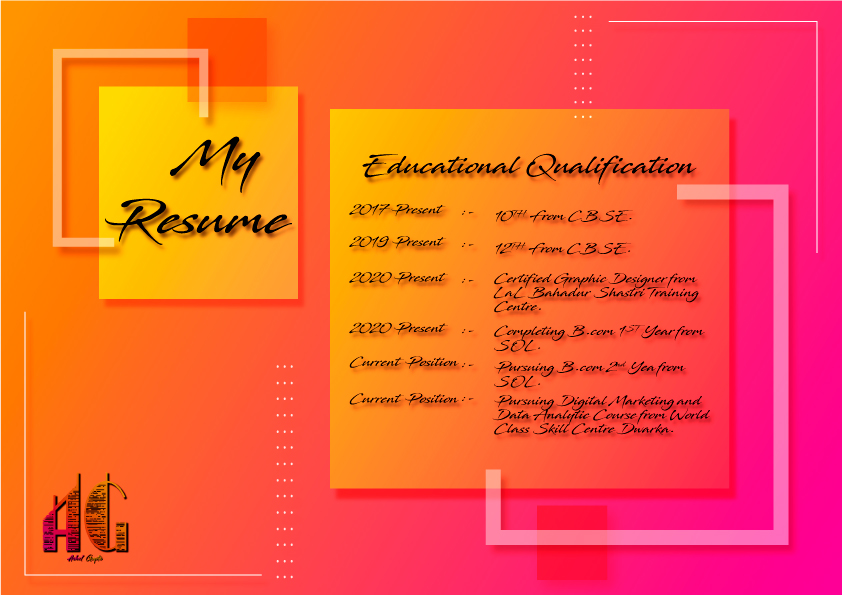 My
Resume
Educational Qualification
2017 Present :- 10TH from C.B.S.E.
2019 Present :- 12TH from C.B.S.E.
2020 Present :- Certified Graphic Designer from
LaL Bahadur Shastri Training
Centre.
2020 Present :- Completing B.com 1ST Year from
SOL.
Current Position :- Pursuing B.com 2nd Yea from
SOL.
Current Position :- Pursuing Digital Marketing and
Data Analytic Course from World
Class Skill Centre Dwarka.
AG